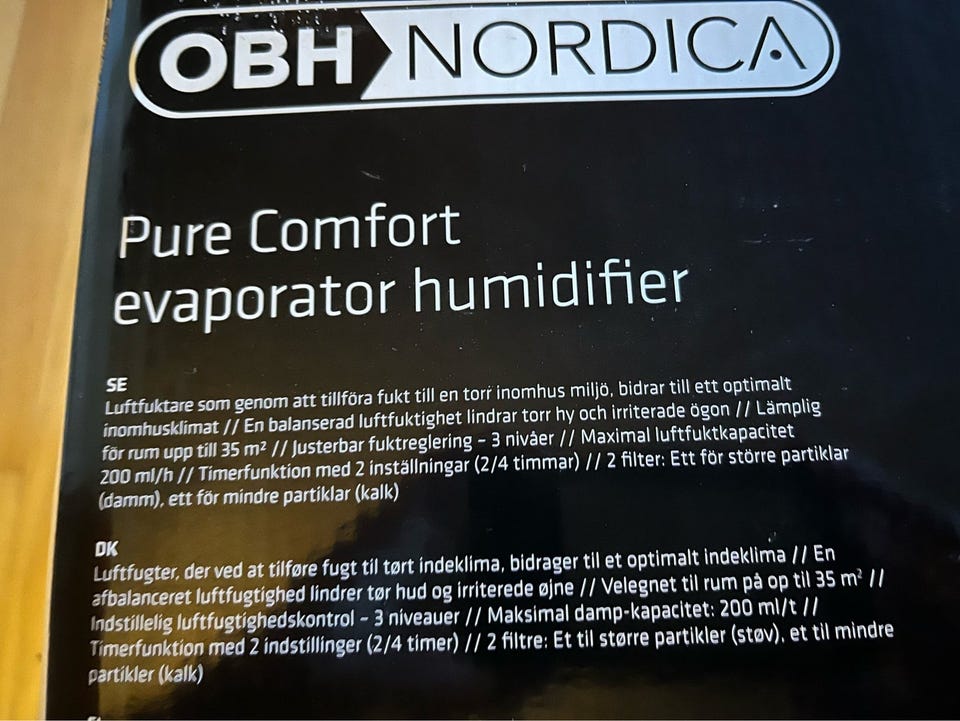 OBH NORDICA
Pure Comfort
evaporator humidifier
SE
Luftfuktare som genom att tillföra fukt till en torr inomhus miljö, bidrar till ett optimalt
inomhusklimat // En balanserad luftfuktighet lindrar torr hy och irriterade ögon // Lämplig
för rum upp till 35 m² // Justerbar fuktreglering – 3 nivåer // Maximal luftfuktkapacitet
200 ml/h // Timerfunktion med 2 inställningar (2/4 timmar) // 2 filter: Ett för större partiklar
(damm), ett för mindre partiklar (kalk)
DK
Luftfugter, der ved at tilføre fugt til tørt indeklima, bidrager til et optimalt indeklima // En
afbalanceret luftfugtighed lindrer tør hud og irriterede øjne // Velegnet til rum på op til 35 m² //
Indstillelig luftfugtighedskontrol – 3 niveauer // Maksimal damp-kapacitet: 200 ml/t //
Timerfunktion med 2 indstillinger (2/4 timer) // 2 filtre: Et til større partikler (støv), et til mindre
partikler (kalk)